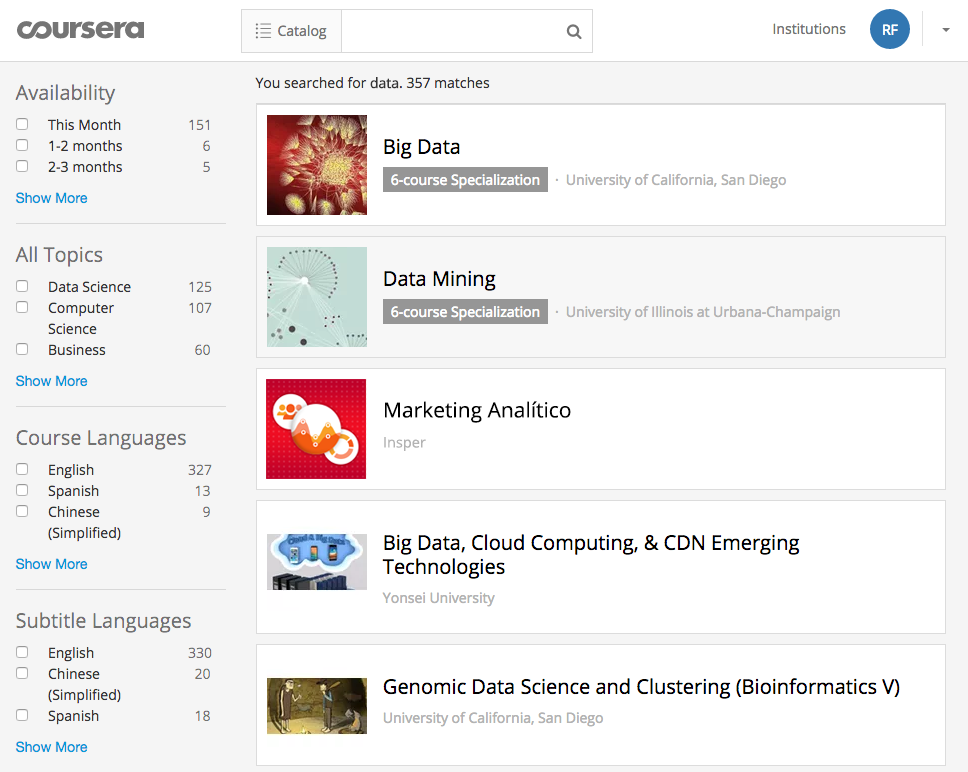 coursera
Catalog
Institutions
RF
Availability
This Month 151
1-2 months 6
2-3 months 5
Show More
All Topics
Data Science 125
Computer 107
Science
Business 60
Show More
Course Languages
English 327
Spanish 13
Chinese 9
(Simplified)
Show More
Subtitle Languages
English 330
Chinese 20
(Simplified)
Spanish 18
Show More
You searched for data. 357 matches
Big Data
6-course Specialization · University of California, San Diego
Data Mining
6-course Specialization · University of Illinois at Urbana-Champaign
Marketing Analítico
Insper
Cloud & Big Data
Big Data, Cloud Computing, & CDN Emerging
Technologies
Yonsei University
Genomic Data Science and Clustering (Bioinformatics V)
University of California, San Diego